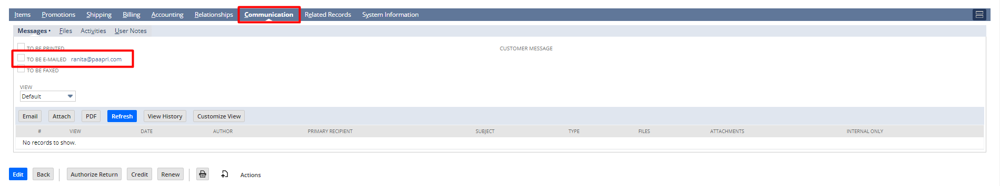 Items Promotions Shipping Billing Accounting Relationships Communication Related Records System Information
Messages • Files Activities User Notes
TO BE PRINTED CUSTOMER MESSAGE
TO BE E-MAILED ranita@paapri.com
TO BE FAXED
VIEW
Default
Email Attach PDF Refresh View History Customize View
# VIEW DATE AUTHOR PRIMARY RECIPIENT SUBJECT TYPE FILES ATTACHMENTS INTERNAL ONLY
No records to show.
Edit Back Authorize Return Credit Renew Actions